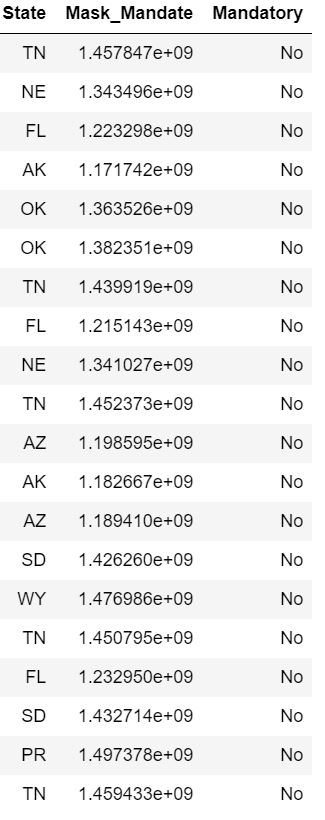 State Mask_Mandate Mandatory
TN 1.457847e+09 No
NE 1.343496e+09 No
FL 1.223298e+09 No
AK 1.171742e+09 No
OK 1.363526e+09 No
OK 1.382351e+09 No
TN 1.439919e+09 No
FL 1.215143e+09 No
NE 1.341027e+09 No
TN 1.452373e+09 No
AZ 1.198595e+09 No
AK 1.182667e+09 No
AZ 1.189410e+09 No
SD 1.426260e+09 No
WY 1.476986e+09 No
TN 1.450795e+09 No
FL 1.232950e+09 No
SD 1.432714e+09 No
PR 1.497378e+09 No
TN 1.459433e+09 No